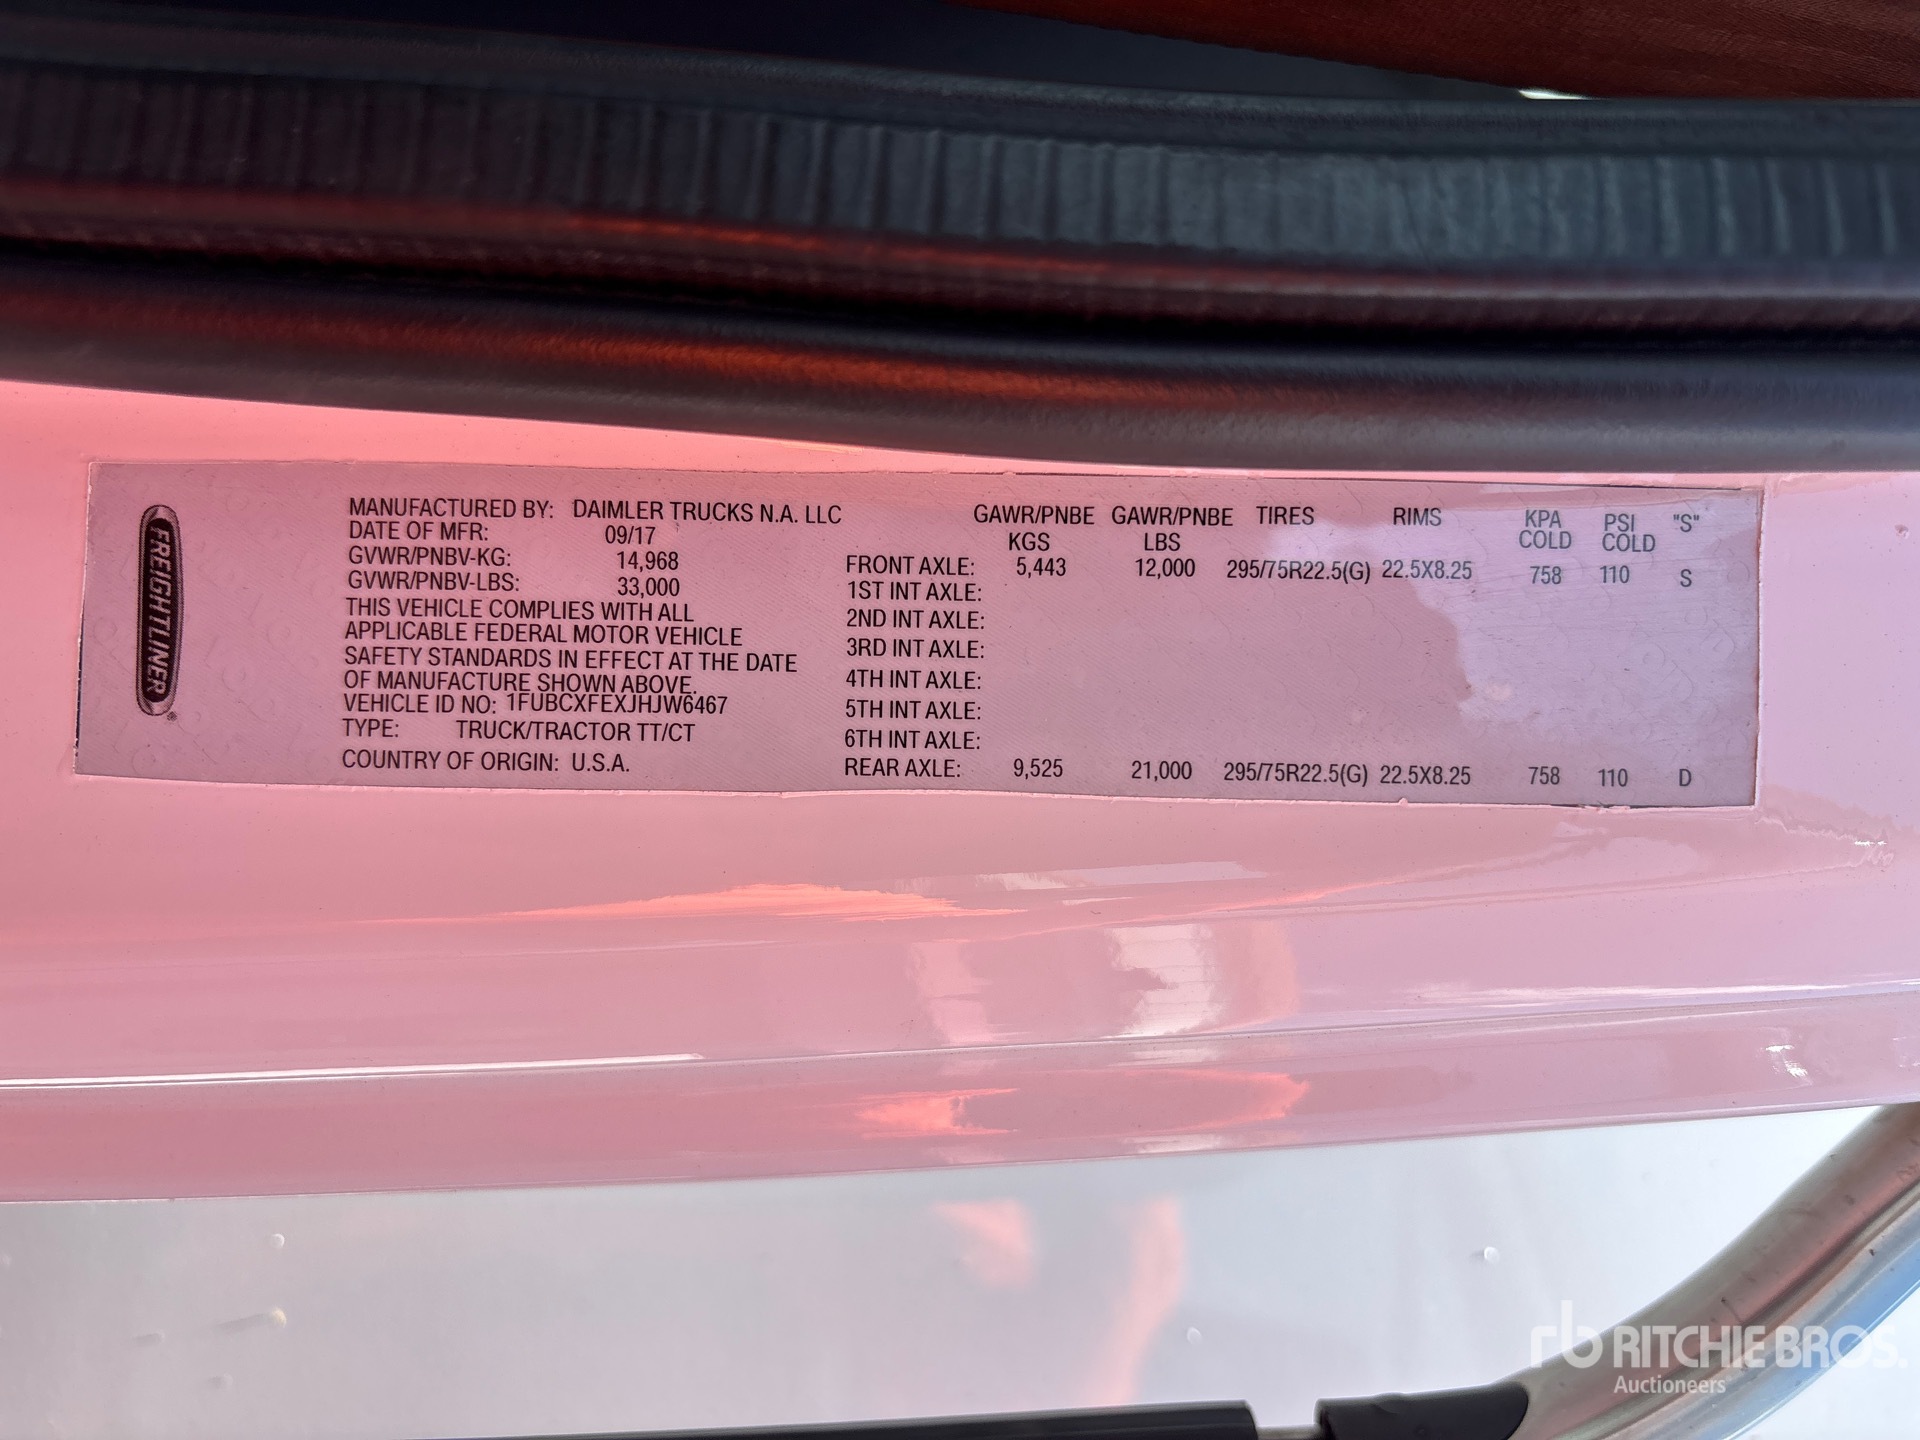 FREIGHTLINER®
MANUFACTURED BY: DAIMLER TRUCKS N.A. LLC
DATE OF MFR: 09/17
GVWR/PNBV-KG: 14,968
GVWR/PNBV-LBS: 33,000
THIS VEHICLE COMPLIES WITH ALL
APPLICABLE FEDERAL MOTOR VEHICLE
SAFETY STANDARDS IN EFFECT AT THE DATE
OF MANUFACTURE SHOWN ABOVE.
VEHICLE ID NO: 1FUBCXFEXJHJW6467
TYPE: TRUCK/TRACTOR TT/CT
COUNTRY OF ORIGIN: U.S.A.
GAWR/PNBE GAWR/PNBE TIRES RIMS KPA PSI "S"
KGS LBS COLD COLD
FRONT AXLE: 5,443 12,000 295/75R22.5(G) 22.5X8.25 758 110 S
1ST INT AXLE:
2ND INT AXLE:
3RD INT AXLE:
4TH INT AXLE:
5TH INT AXLE:
6TH INT AXLE:
REAR AXLE: 9,525 21,000 295/75R22.5(G) 22.5X8.25 758 110 D
rb RITCHIE BROS.
Auctioneers